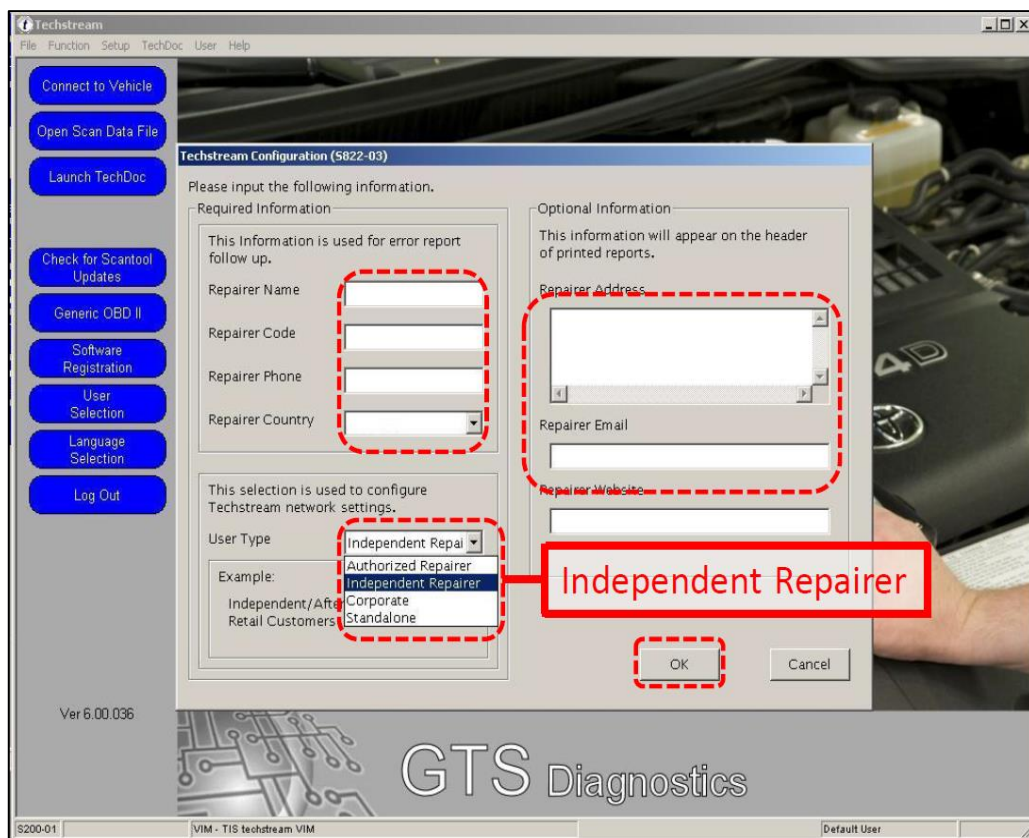 Techstream
File Function Setup TechDoc User Help
Connect to Vehicle
Open Scan Data File
Launch TechDoc
Check for Scantool
Updates
Generic OBD II
Software
Registration
User
Selection
Language
Selection
Log Out
Ver 6.00.036
Techstream Configuration (S822-03)
Please input the following information.
Required Information
This Information is used for error report
follow up.
Repairer Name
Repairer Code
Repairer Phone
Repairer Country
This selection is used to configure
Techstream network settings.
User Type
Independent Repai
Authorized Repairer
Independent Repairer
Corporate
Standalone
Example:
Independent/After
Retail Customers
Optional Information
This information will appear on the header
of printed reports.
Repairer Address
Repairer Email
Repairer Website
Independent Repairer
OK
Cancel
4D
GTS Diagnostics
S200-01
VIM - TIS techstream VIM
Default User